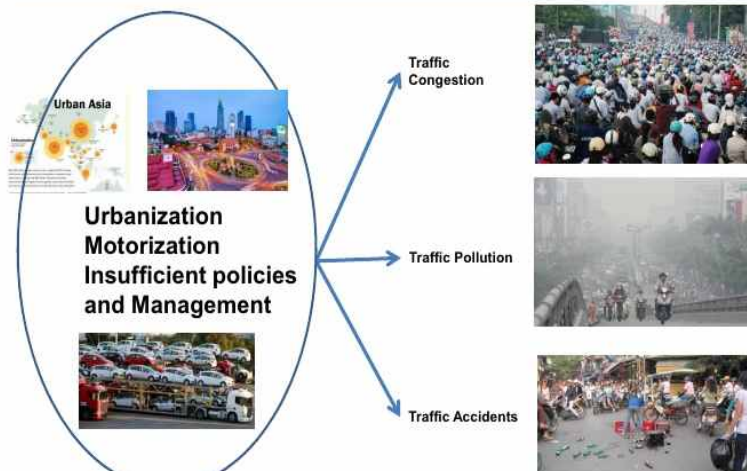 Urban Asia
Urbanization
Motorization
Insufficient policies
and Management
Traffic
Congestion
Traffic Pollution
Traffic Accidents